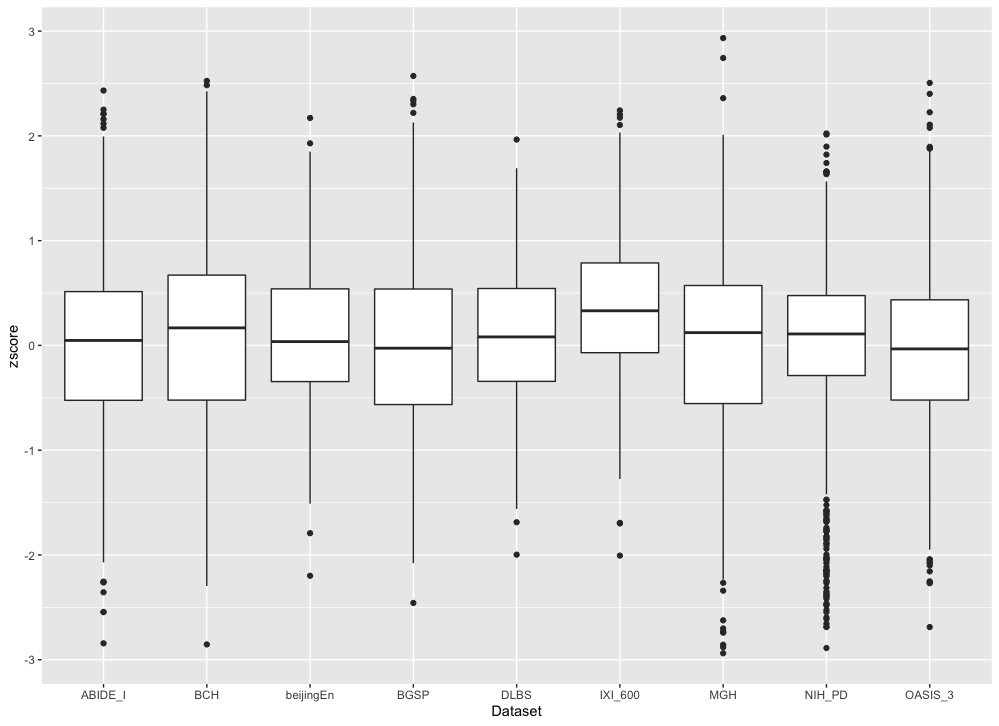 3
2
1
0
-1
-2
-3
zscore
ABIDE_I BCH beijingEn BGSP DLBS IXI_600 MGH NIH_PD OASIS_3
Dataset